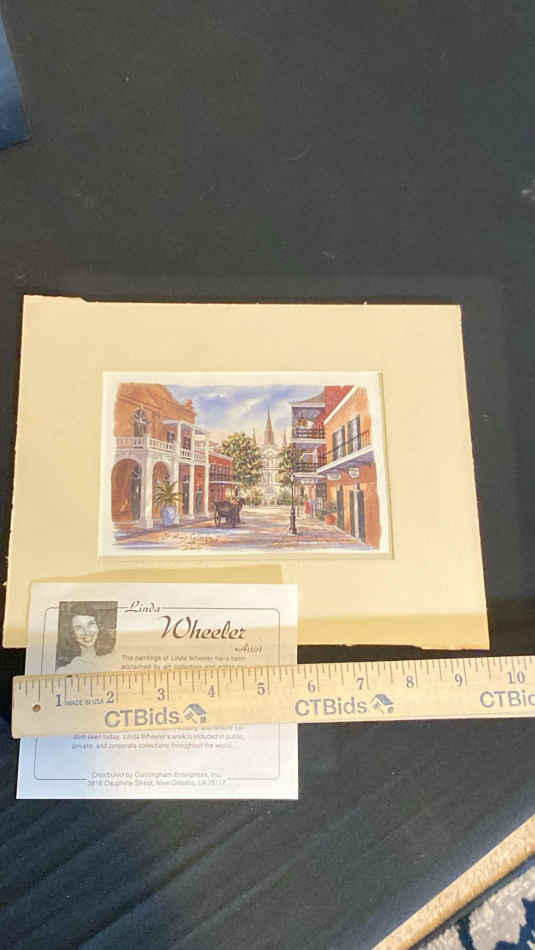 Linda
Wheeler
Artist
The paintings of Linda Wheeler have been
acclaimed by art collectors and
1 MADE IN USA 2 3 4 5 6 7 8 9 10
CTBids CTBids CTBids
dom seen today. Linda Wheeler's work is included in public,
private, and corporate collections throughout the world.
Distributed by Cunningham Enterprises, Inc.
3818 Dauphine Street, New Orleans, LA 70117